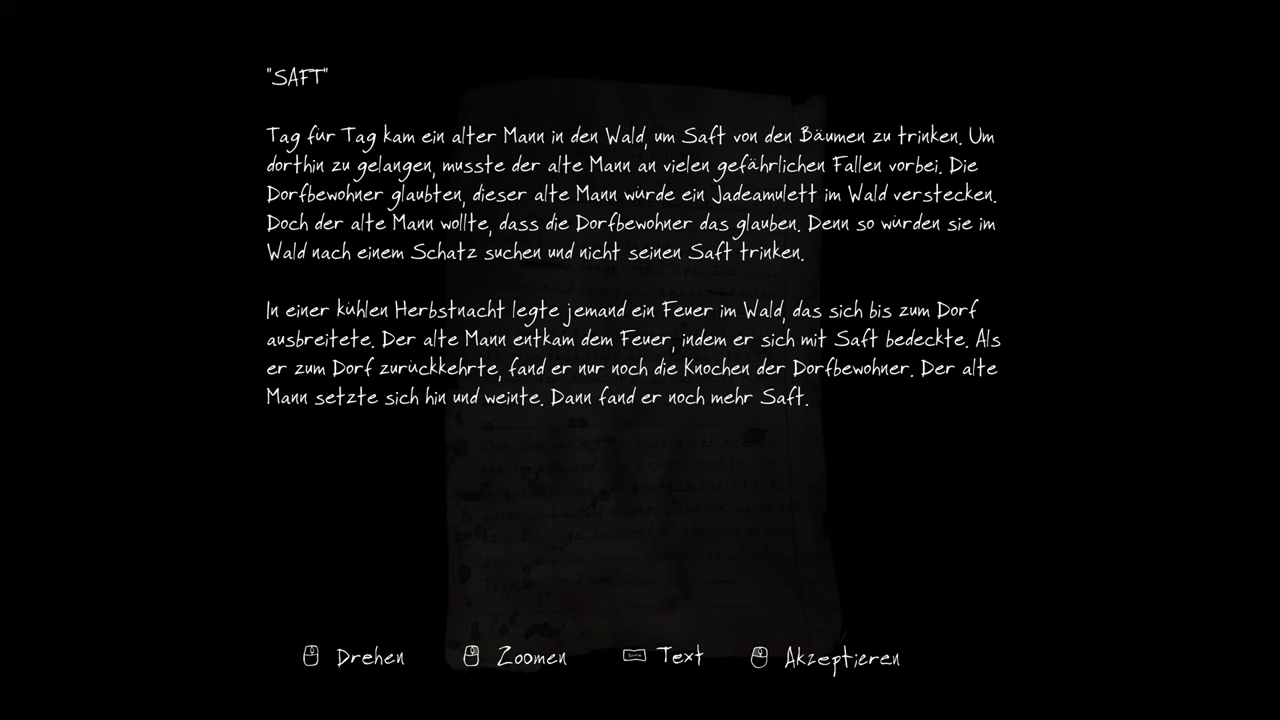 "SAFT"
Tag für Tag kam ein alter Mann in den Wald, um Saft von den Bäumen zu trinken. Um
dorthin zu gelangen, musste der alte Mann an vielen gefährlichen Fallen vorbei. Die
Dorfbewohner glaubten, dieser alte Mann würde ein Jadeamulett im Wald verstecken.
Doch der alte Mann wollte, dass die Dorfbewohner das glauben. Denn so würden sie im
Wald nach einem Schatz suchen und nicht seinen Saft trinken.
In einer kühlen Herbstnacht legte jemand ein Feuer im Wald, das sich bis zum Dorf
ausbreitete. Der alte Mann entkam dem Feuer, indem er sich mit Saft bedeckte. Als
er zum Dorf zurückkehrte, fand er nur noch die Knochen der Dorfbewohner. Der alte
Mann setzte sich hin und weinte. Dann fand er noch mehr Saft.
Drehen Zoomen Text Akzeptieren